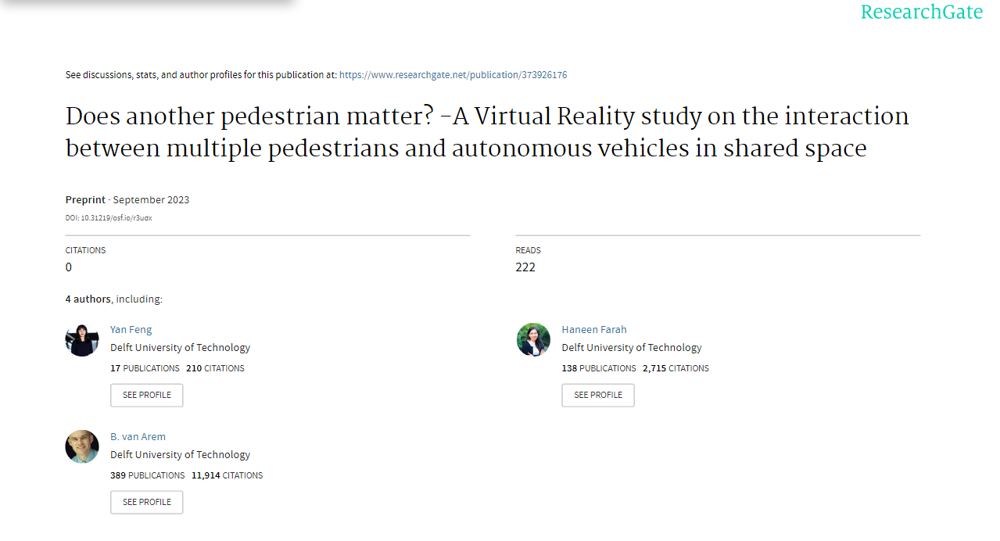 ResearchGate
See discussions, stats, and author profiles for this publication at: https://www.researchgate.net/publication/373926176
Does another pedestrian matter? –A Virtual Reality study on the interaction
between multiple pedestrians and autonomous vehicles in shared space
Preprint · September 2023
DOI: 10.31219/osf.io/r3udx
CITATIONS
0
READS
222
4 authors, including:
Yan Feng
Delft University of Technology
17 PUBLICATIONS 210 CITATIONS
SEE PROFILE
Haneen Farah
Delft University of Technology
138 PUBLICATIONS 2,715 CITATIONS
SEE PROFILE
B. van Arem
Delft University of Technology
389 PUBLICATIONS 11,914 CITATIONS
SEE PROFILE